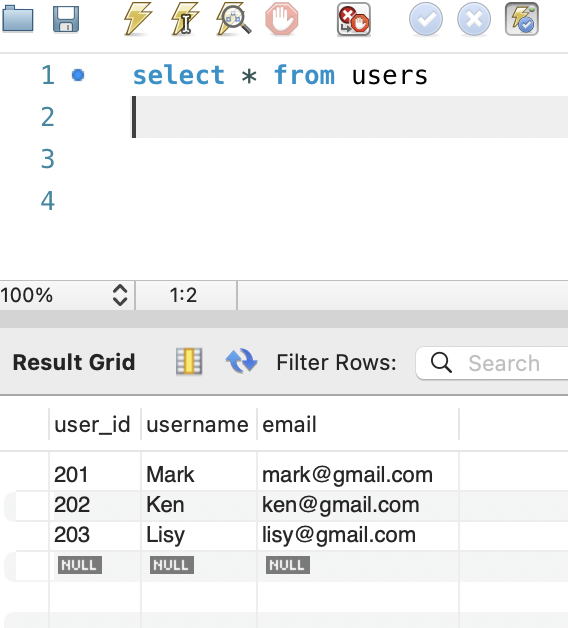 1 select * from users
2
3
4
100% 1:2
Result Grid Filter Rows: Search
user_id username email
201 Mark mark@gmail.com
202 Ken ken@gmail.com
203 Lisy lisy@gmail.com
NULL NULL NULL